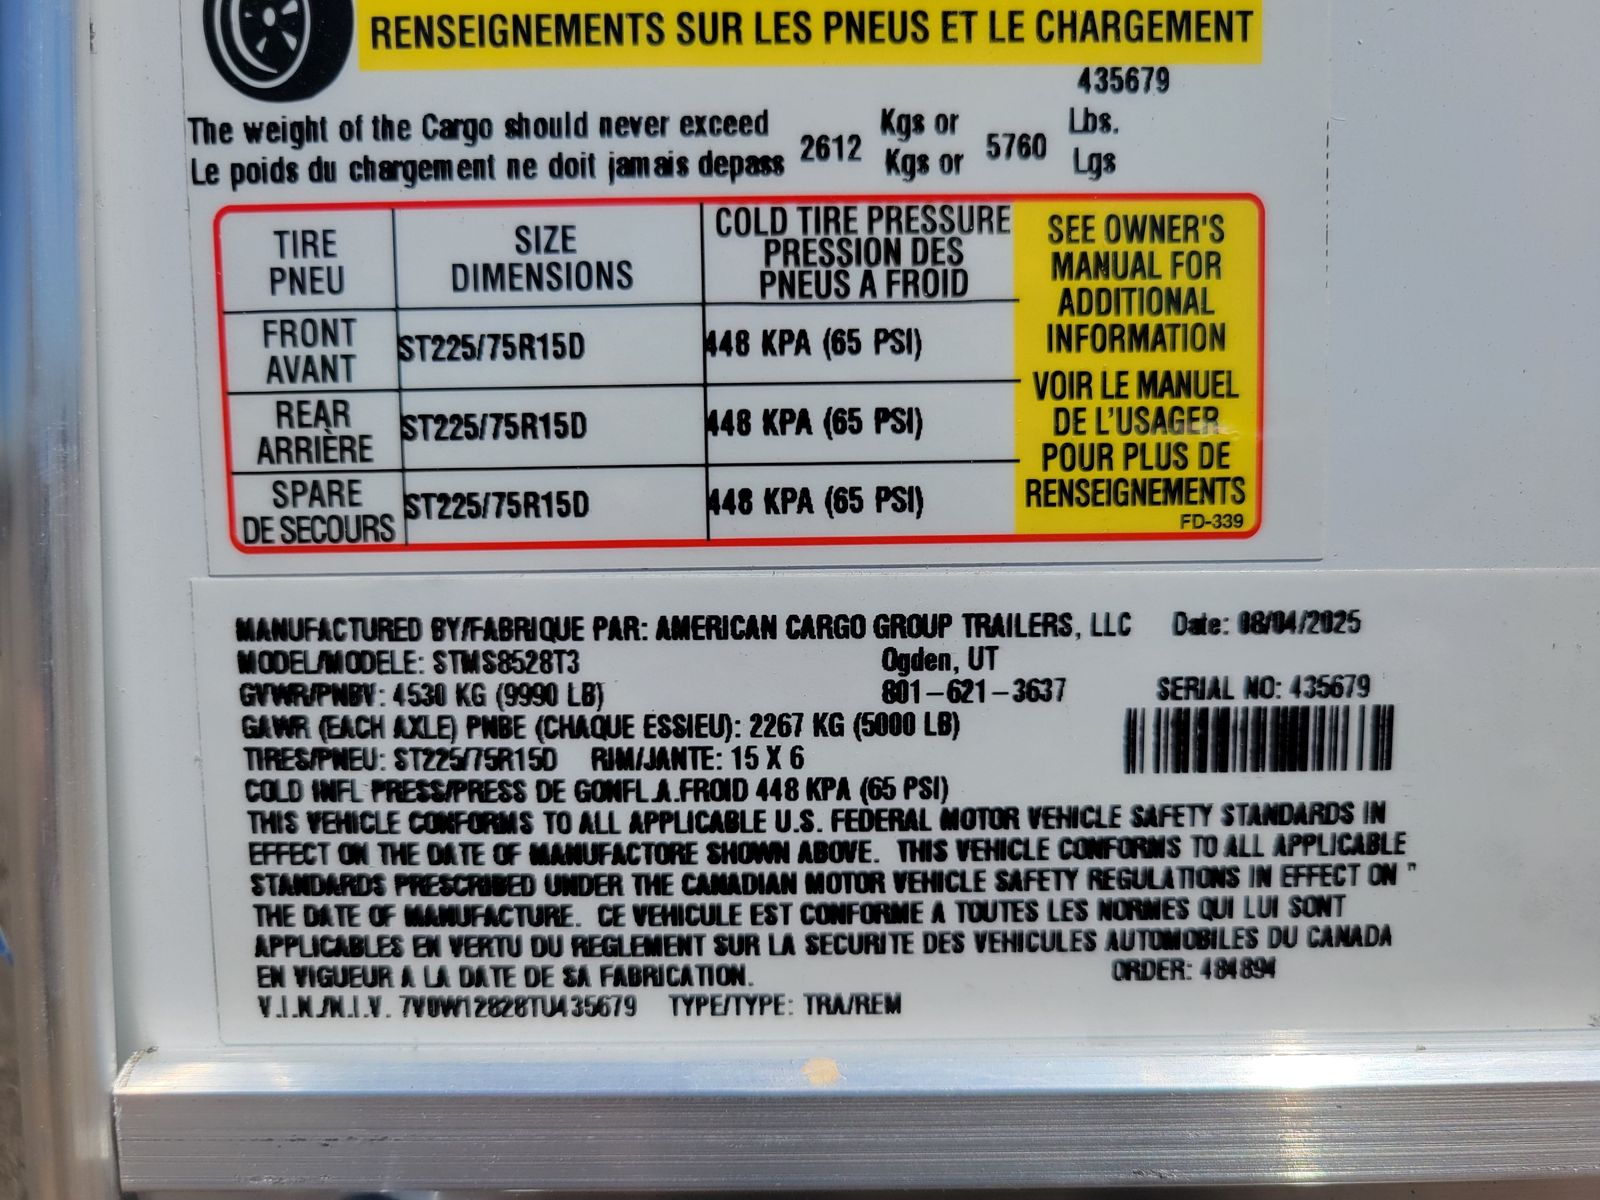 RENSEIGNEMENTS SUR LES PNEUS ET LE CHARGEMENT
435679
The weight of the Cargo should never exceed 2612 Kgs or 5760 Lbs.
Le poids du chargement ne doit jamais depass Kgs or Lgs
TIRE PNEU SIZE DIMENSIONS COLD TIRE PRESSURE PRESSION DES PNEUS A FROID
FRONT AVANT ST225/75R15D 448 KPA (65 PSI)
REAR ARRIÈRE ST225/75R15D 448 KPA (65 PSI)
SPARE DE SECOURS ST225/75R15D 448 KPA (65 PSI)
SEE OWNER'S
MANUAL FOR
ADDITIONAL
INFORMATION
VOIR LE MANUEL
DE L'USAGER
POUR PLUS DE
RENSEIGNEMENTS
FD-339
MANUFACTURED BY/FABRIQUE PAR: AMERICAN CARGO GROUP TRAILERS, LLC Date: 08/04/2025
MODEL/MODELE: STMS8528T3 Ogden, UT
GVWR/PNBV: 4530 KG (9990 LB) 801-621-3637 SERIAL NO: 435679
GAWR (EACH AXLE) PNBE (CHAQUE ESSIEU): 2267 KG (5000 LB)
TIRES/PNEU: ST225/75R15D RIM/JANTE: 15 X 6
COLD INFL PRESS/PRESS DE GONFL.A.FROID 448 KPA (65 PSI)
THIS VEHICLE CONFORMS TO ALL APPLICABLE U.S. FEDERAL MOTOR VEHICLE SAFETY STANDARDS IN
EFFECT ON THE DATE OF MANUFACTORE SHOWN ABOVE. THIS VEHICLE CONFORMS TO ALL APPLICABLE
STANDARDS PRESCRIBED UNDER THE CANADIAN MOTOR VEHICLE SAFETY REGULATIONS IN EFFECT ON "
THE DATE OF MANUFACTURE. CE VEHICULE EST CONFORME A TOUTES LES NORMES QUI LUI SONT
APPLICABLES EN VERTU DU REGLEMENT SUR LA SECURITE DES VEHICULES AUTOMOBILES DU CANADA
EN VIGUEUR A LA DATE DE SA FABRICATION. ORDER: 484894
V.I.N./N.I.V. 7V0W12828TU435679 TYPE/TYPE: TRA/REM